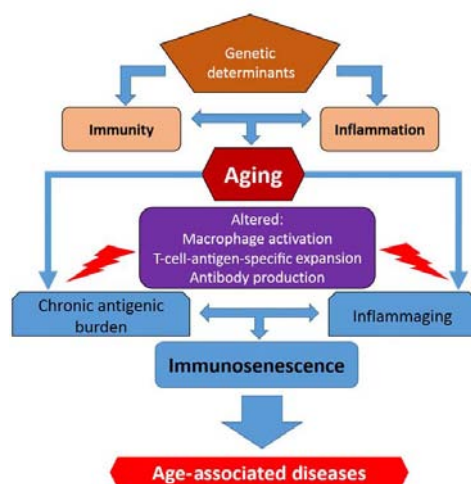 Genetic
determinants
Immunity
Inflammation
Aging
Altered:
Macrophage activation
T-cell-antigen-specific expansion
Antibody production
Chronic antigenic
burden
Inflammaging
Immunosenescence
Age-associated diseases